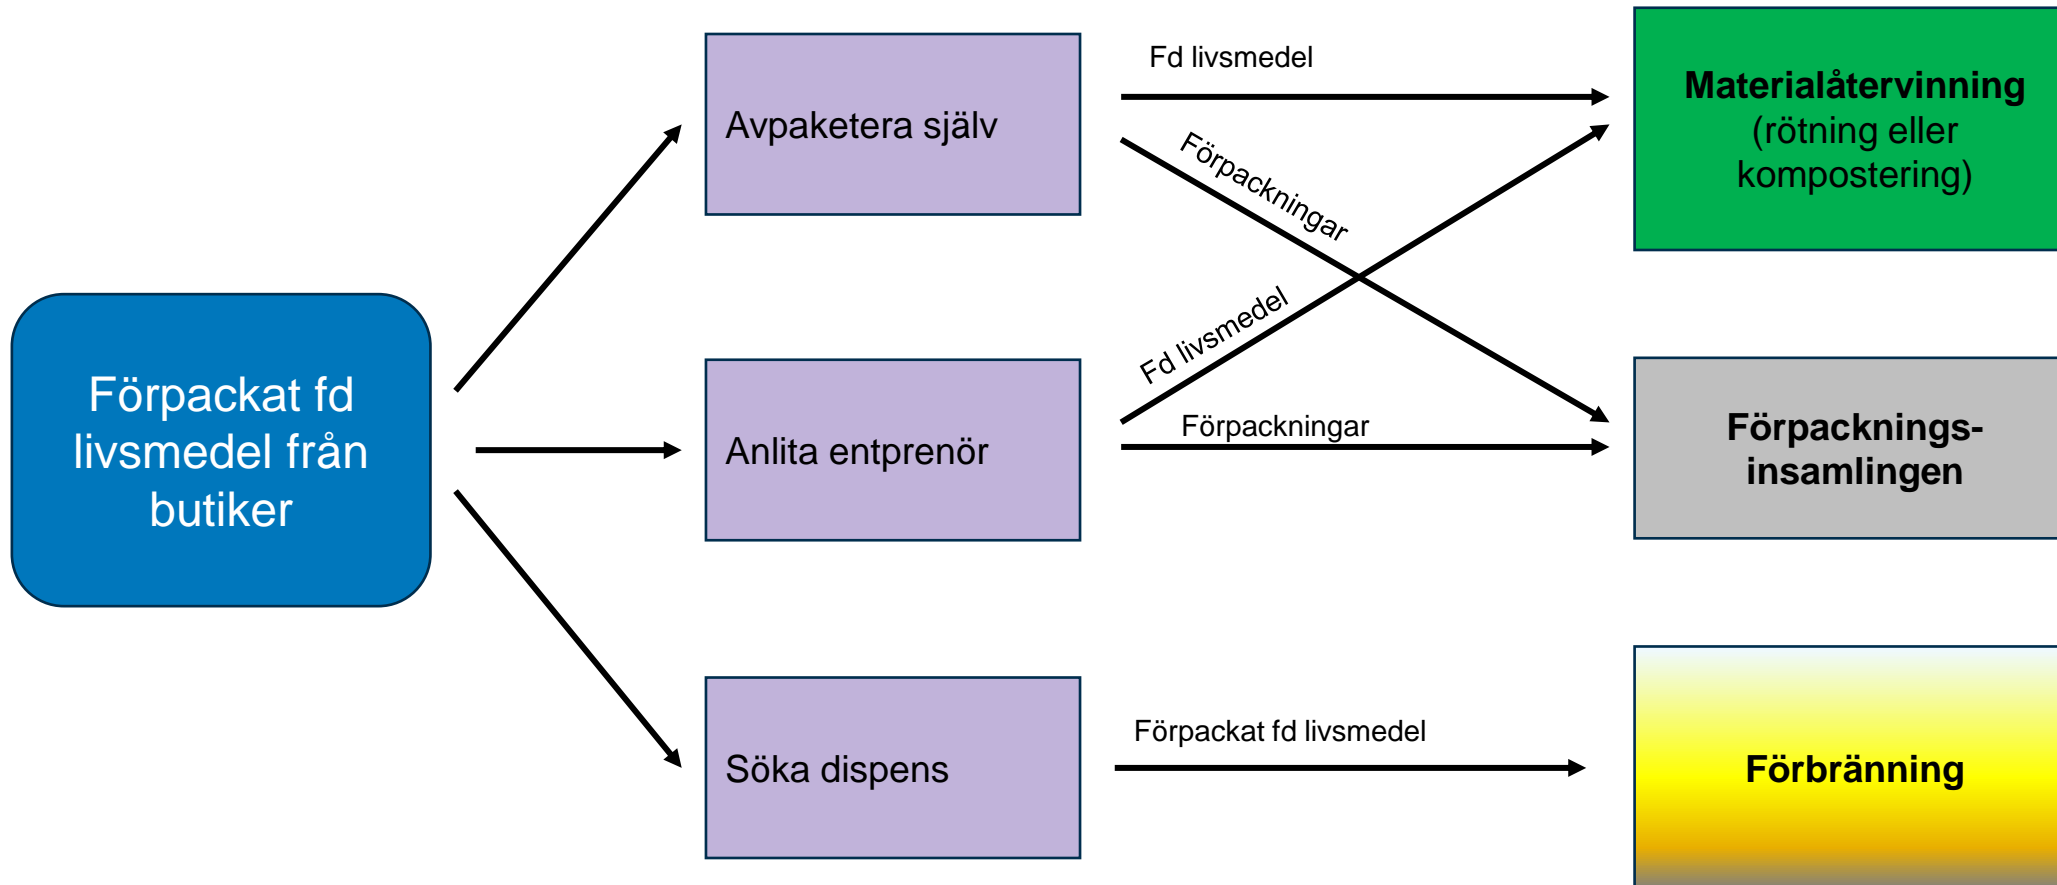 Förpackat fd
livsmedel från
butiker
Avpaketera själv
Anlita entprenör
Söka dispens
Fd livsmedel
Förpackningar
Fd livsmedel
Förpackningar
Förpackat fd livsmedel
Materialåtervinning
(rötning eller
kompostering)
Förpacknings-
insamlingen
Förbränning